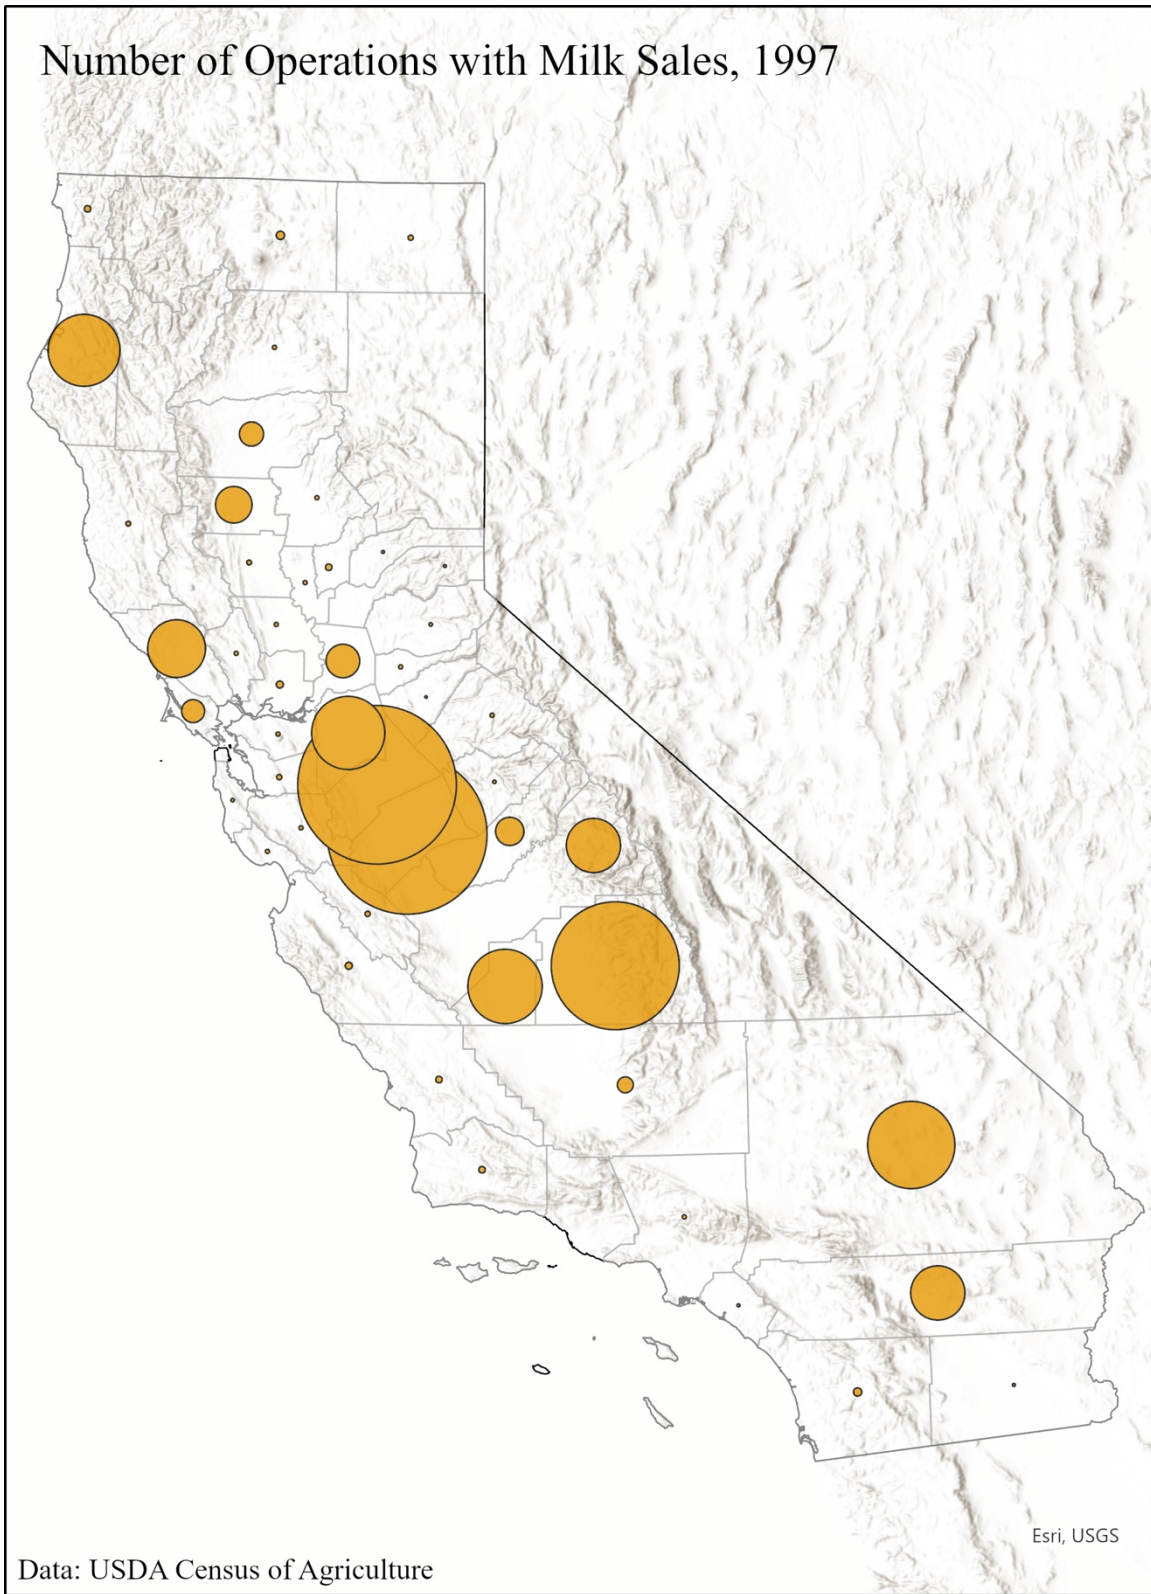 Number of Operations with Milk Sales, 1997
Esri, USGS
Data: USDA Census of Agriculture